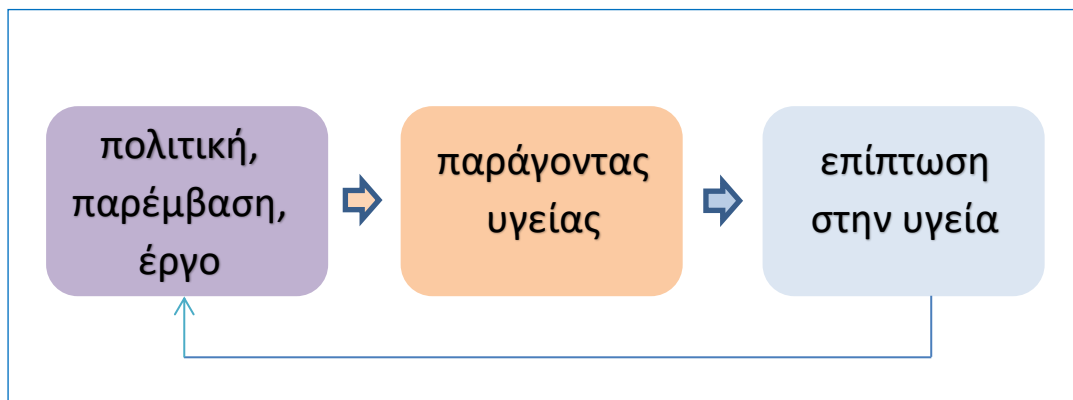 πολιτική,
παρέμβαση,
έργο
παράγοντας
υγείας
επίπτωση
στην υγεία